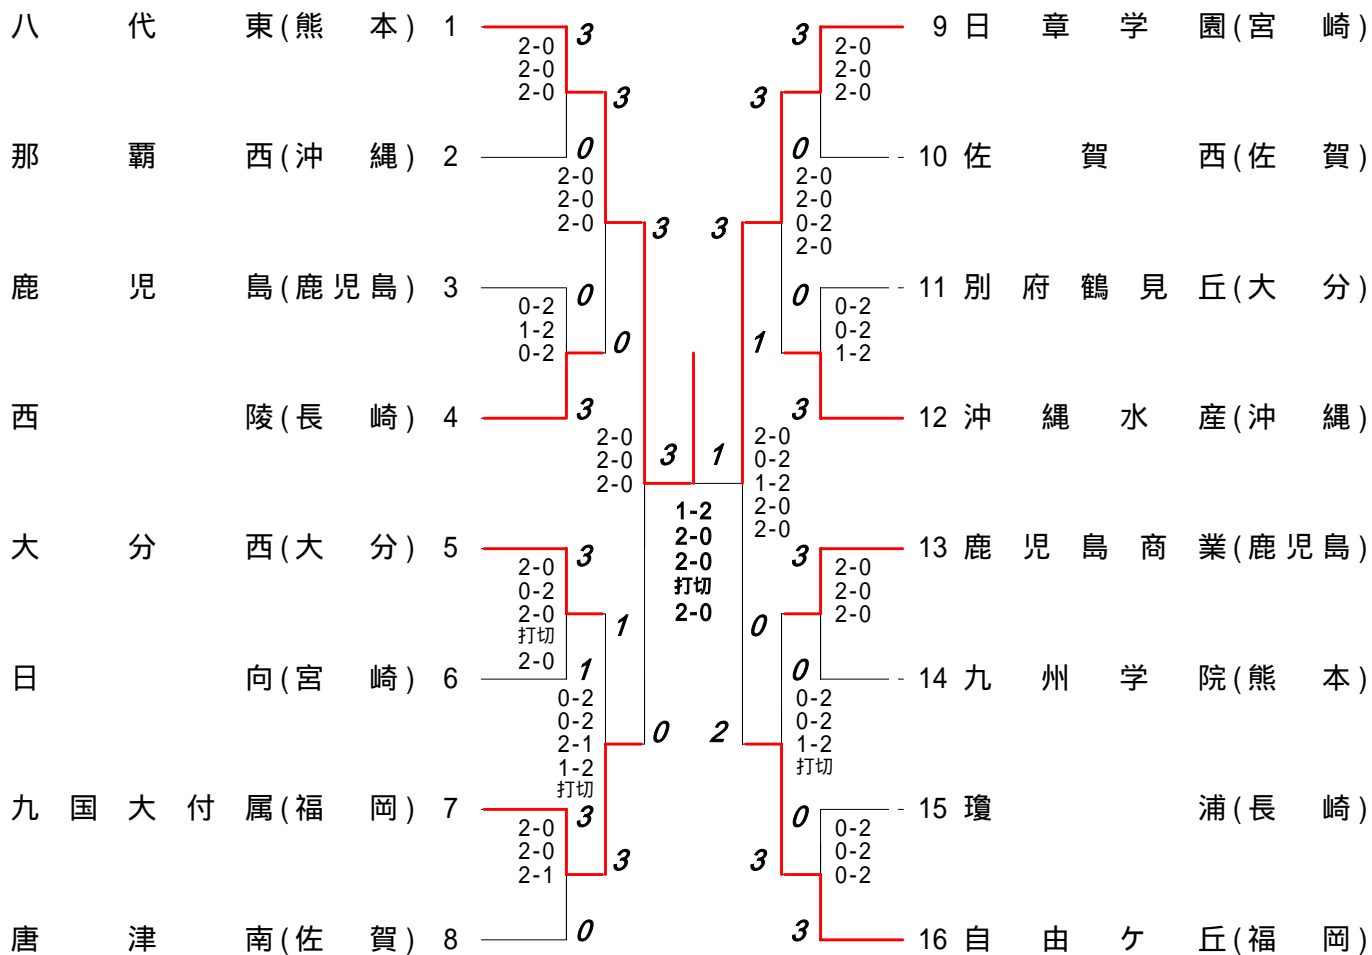 八代東(熊本) 1 3 3 9 日章学園(宮崎)
2-0 2-0
2-0 2-0
2-0 3 3 2-0
那覇西(沖縄) 2 0 0 10 佐賀西(佐賀)
2-0 2-0
2-0 2-0
2-0 3 3 0-2
2-0
鹿児島(鹿児島) 3 0 0 11 別府鶴見丘(大分)
0-2 0-2
1-2 0-2
0-2 0 1 1-2
西陵(長崎) 4 3 3 12 沖縄水産(沖縄)
2-0 3 1 2-0
2-0 0-2
2-0 1-2
2-0
2-0
1-2
2-0
2-0
打切
2-0
大分西(大分) 5 3 3 13 鹿児島商業(鹿児島)
2-0 2-0
0-2 2-0
2-0 2-0
打切 1 0
2-0
日向(宮崎) 6 1 0 14 九州学院(熊本)
0-2 0-2
0-2 0-2
2-1 0 2 1-2
1-2 打切
打切
九国大付属(福岡) 7 3 0 15 瓊浦(長崎)
2-0 0-2
2-0 0-2
2-1 3 3 0-2
唐津南(佐賀) 8 0 3 16 自由ケ丘(福岡)